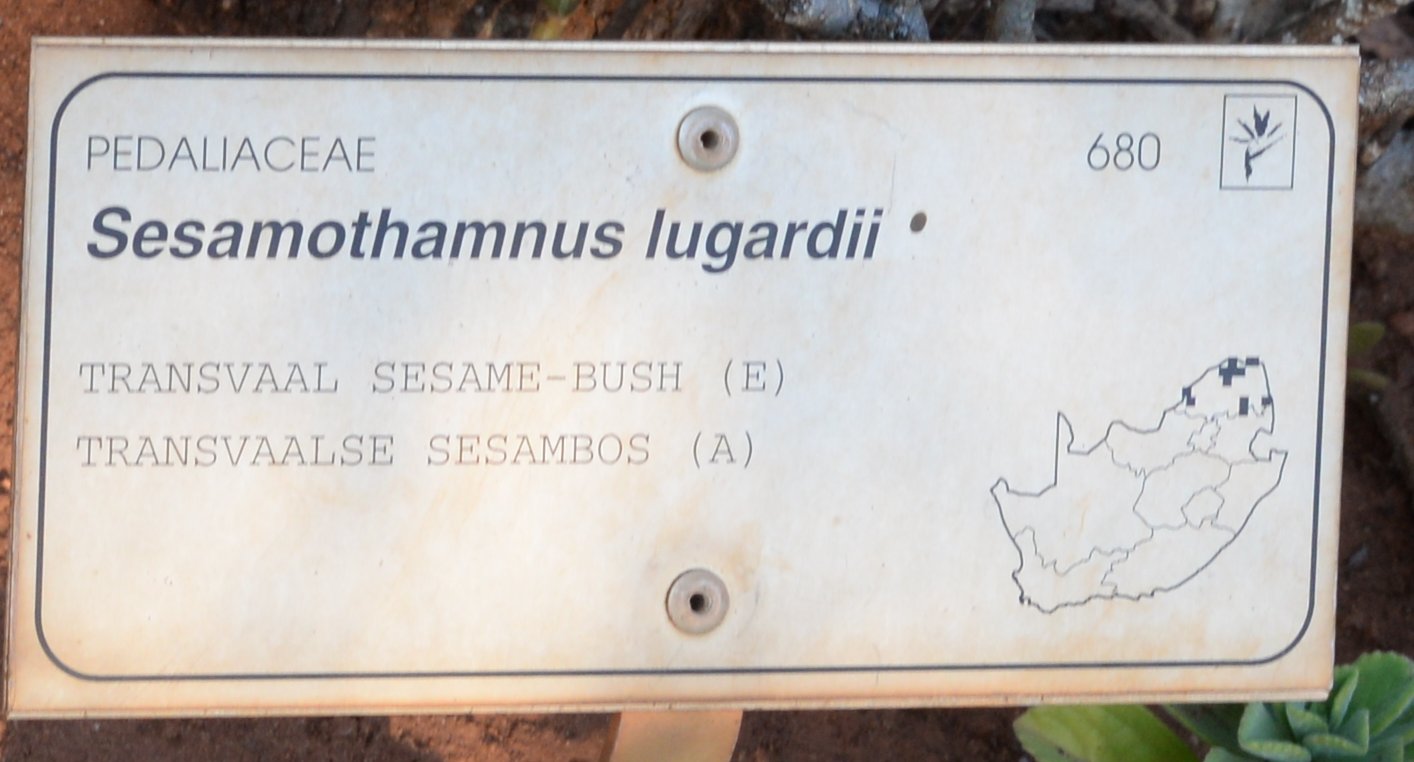 PEDALIACEAE
680
Sesamothamnus lugardii
TRANSVAAL SESAME-BUSH (E)
TRANSVAALSE SESAMBOS (A)